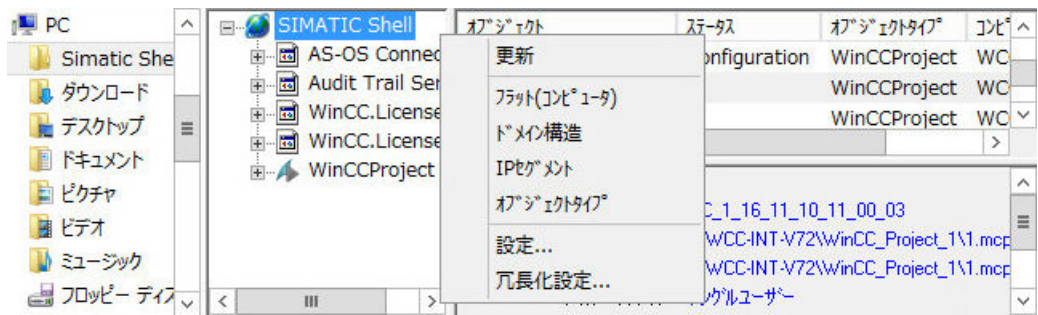 PC
Simatic She
ダウンロード
デスクトップ
ドキュメント
ピクチャ
ビデオ
ミュージック
フロッピー ディス
SIMATIC Shell
AS-OS Connec
Audit Trail Ser
WinCC.License
WinCC.License
WinCCProject
更新
フラット(コンピュータ)
ドメイン構造
IPセグメント
オブジェクトタイプ
設定...
冗長化設定...
オブジェクト ステータス オブジェクトタイプ コンピ
onfiguration WinCCProject WC
WinCCProject WC
WinCCProject WC
C_1_16_11_10_11_00_03
WCC-INT-V72\WinCC_Project_1\1.mcp
WCC-INT-V72\WinCC_Project_1\1.mcp
ングルユーザー